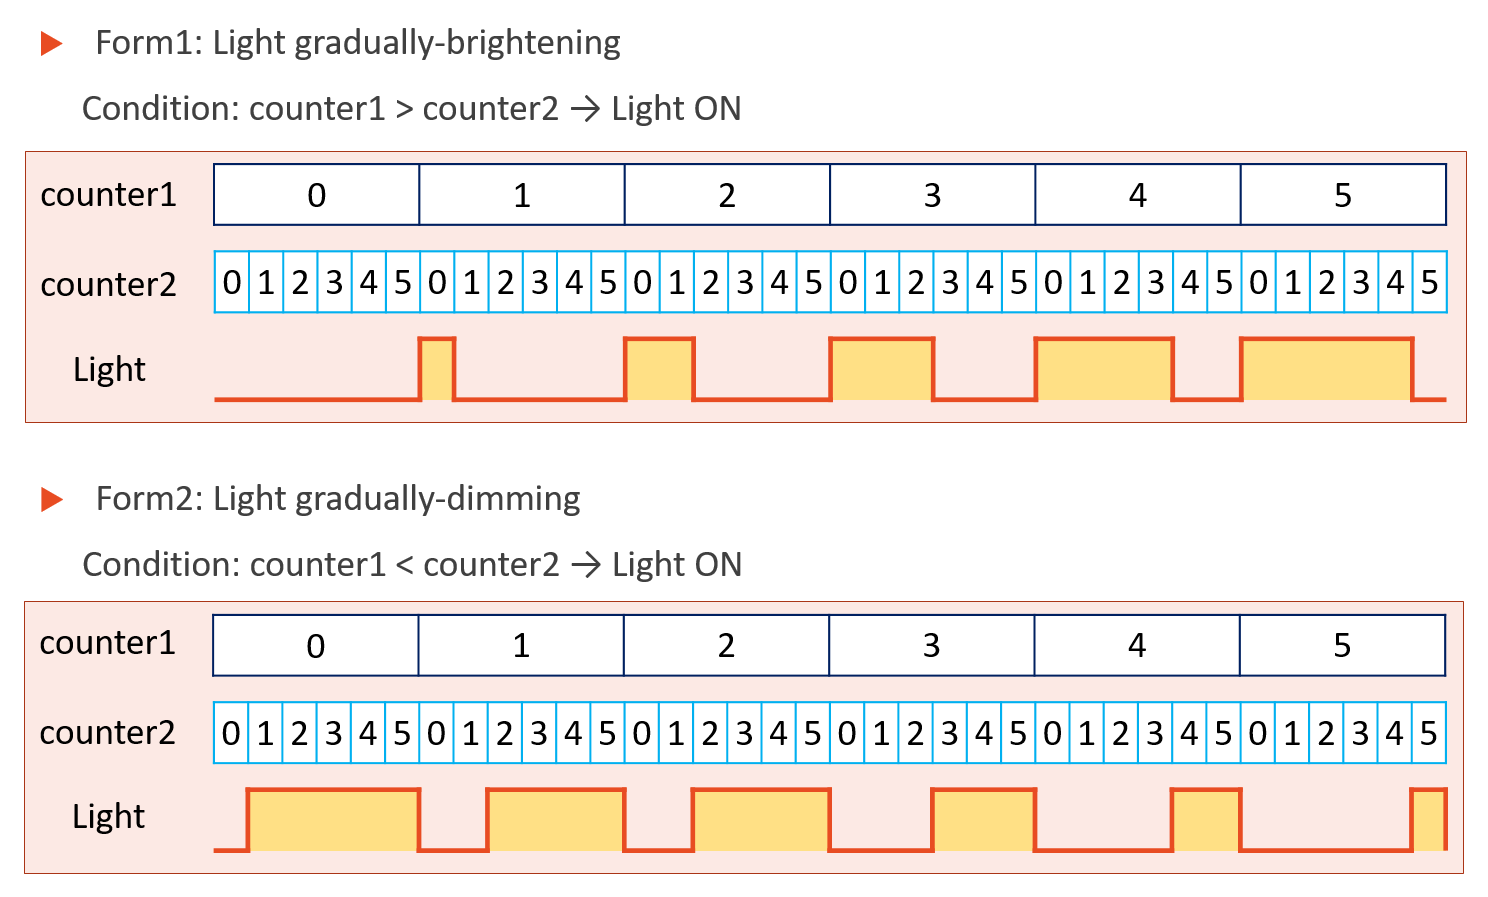 Form1: Light gradually-brightening
Condition: counter1 > counter2 → Light ON
counter1 0 1 2 3 4 5
counter2 0 1 2 3 4 5 0 1 2 3 4 5 0 1 2 3 4 5 0 1 2 3 4 5 0 1 2 3 4 5 0 1 2 3 4 5
Light
Form2: Light gradually-dimming
Condition: counter1 < counter2 → Light ON
counter1 0 1 2 3 4 5
counter2 0 1 2 3 4 5 0 1 2 3 4 5 0 1 2 3 4 5 0 1 2 3 4 5 0 1 2 3 4 5 0 1 2 3 4 5
Light